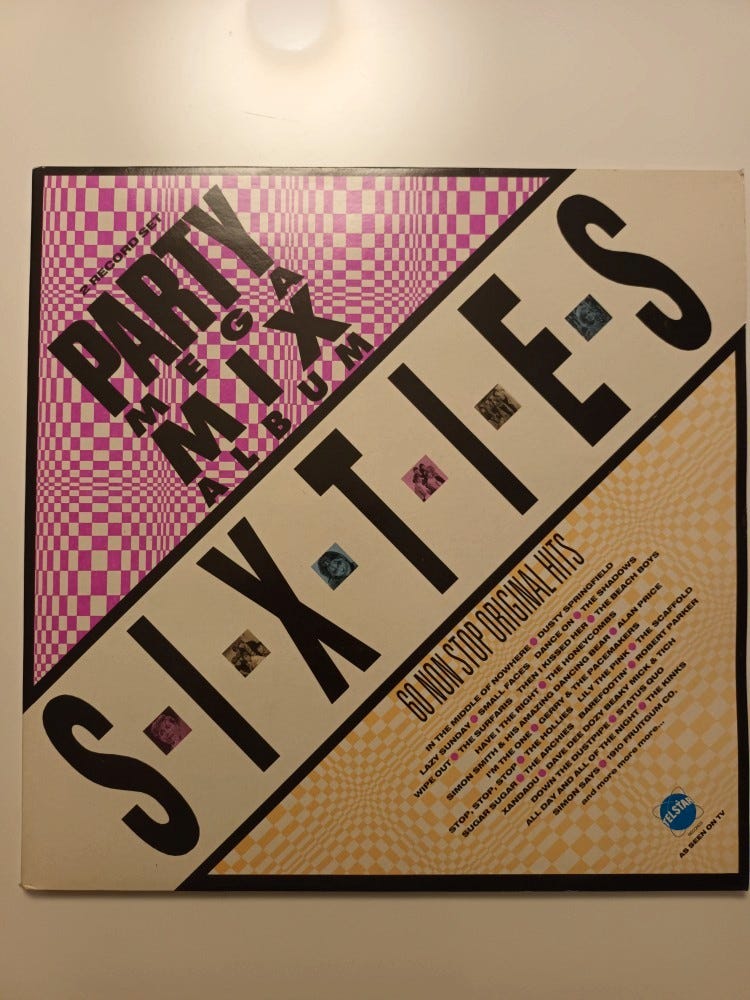 2 RECORD SET
PARTY
MEGA
MIX
ALBUM
S·I·X·T·I·E·S
60 NON STOP ORIGINAL HITS
IN THE MIDDLE OF NOWHERE ● DUSTY SPRINGFIELD
LAZY SUNDAY ● SMALL FACES DANCE ON ● THE SHADOWS
WIPE OUT ● THE SURFARIS THEN I KISSED HER ● THE BEACH BOYS
HAVE I THE RIGHT ● THE HONEYCOMBS
SIMON SMITH & HIS AMAZING DANCING BEAR ● ALAN PRICE
I'M THE ONE ● GERRY & THE PACEMAKERS
STOP, STOP, STOP ● THE HOLLIES LILY THE PINK ● THE SCAFFOLD
SUGAR SUGAR ● THE ARCHIES BAREFOOTIN' ● ROBERT PARKER
XANADU ● DAVE DEE DOZY BEAKY MICK & TICH
DOWN THE DUSTPIPE ● STATUS QUO
ALL DAY AND ALL OF THE NIGHT ● THE KINKS
SIMON SAYS ● 1910 FRUITGUM CO.
and more more more...
TELSTAR
RECORDS
AS SEEN ON TV